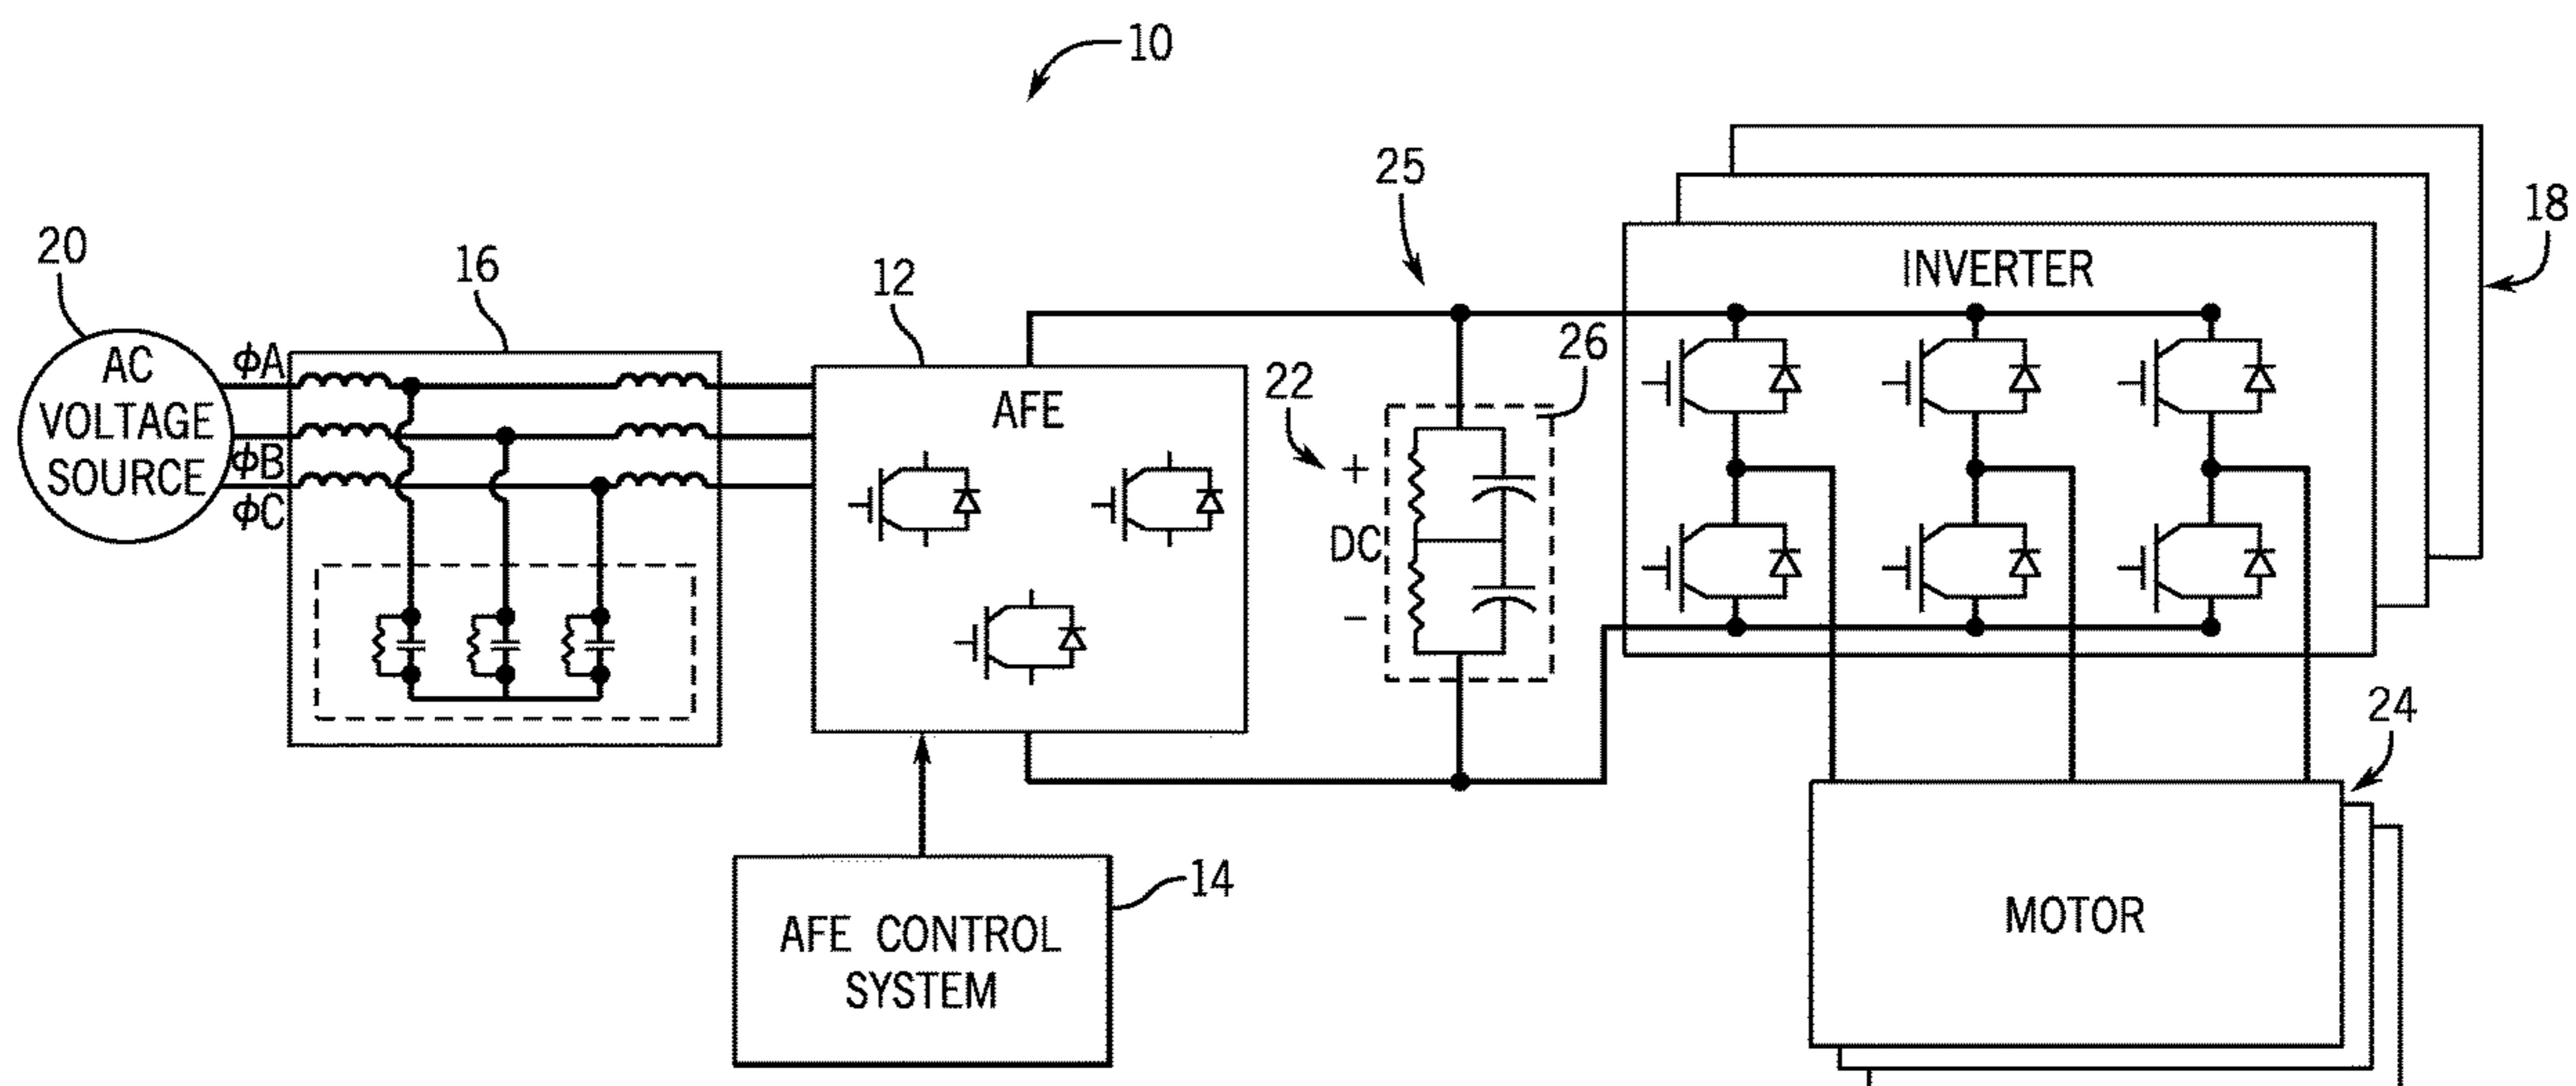 10
25
18
20
16
12
INVERTER
26
AC
VOLTAGE
SOURCE
ϕA
ϕB
ϕC
AFE
22
+
DC
−
24
14
AFE CONTROL
SYSTEM
MOTOR